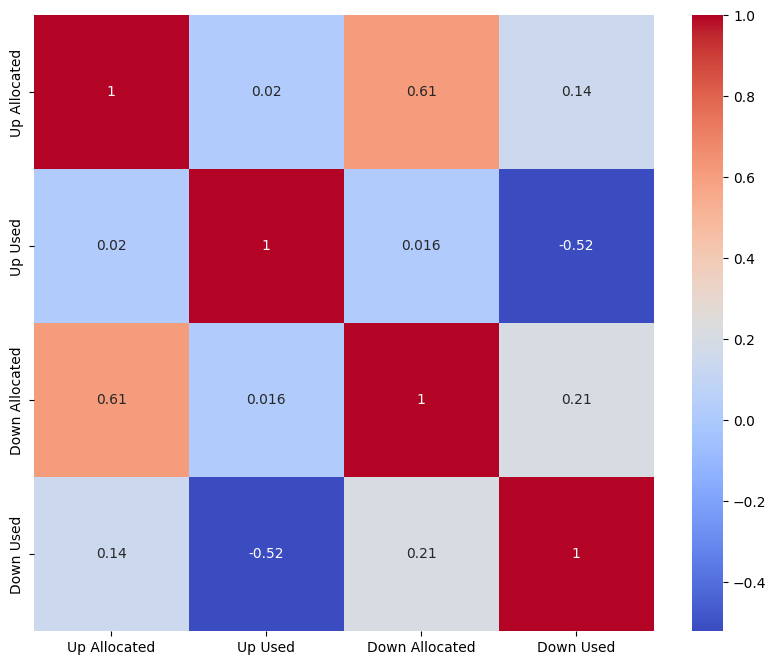 Up Allocated
Up Used
Down Allocated
Down Used
1 0.02 0.61 0.14
0.02 1 0.016 -0.52
0.61 0.016 1 0.21
0.14 -0.52 0.21 1
Up Allocated Up Used Down Allocated Down Used
1.0
0.8
0.6
0.4
0.2
0.0
−0.2
−0.4